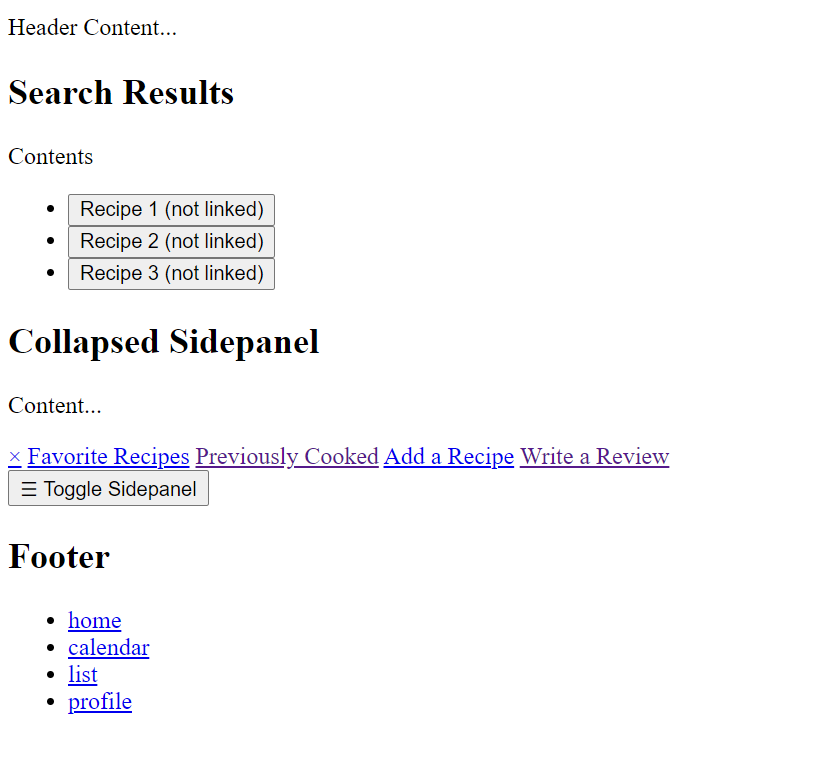 Header Content...
Search Results
Contents
Recipe 1 (not linked)
Recipe 2 (not linked)
Recipe 3 (not linked)
Collapsed Sidepanel
Content...
× Favorite Recipes Previously Cooked Add a Recipe Write a Review
☰ Toggle Sidepanel
Footer
home
calendar
list
profile